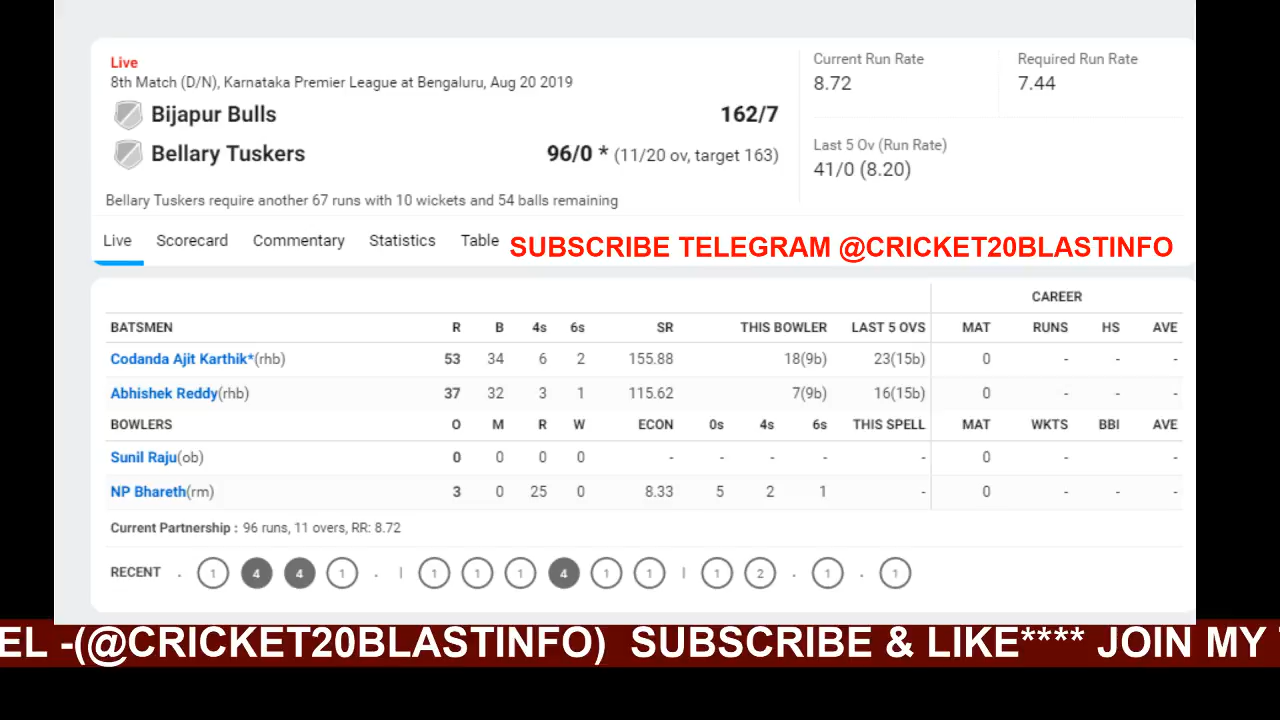 Live
8th Match (D/N), Karnataka Premier League at Bengaluru, Aug 20 2019
Bijapur Bulls 162/7
Bellary Tuskers 96/0 * (11/20 ov, target 163)
Bellary Tuskers require another 67 runs with 10 wickets and 54 balls remaining
Current Run Rate Required Run Rate
8.72 7.44
Last 5 Ov (Run Rate)
41/0 (8.20)
Live Scorecard Commentary Statistics Table SUBSCRIBE TELEGRAM @CRICKET20BLASTINFO
CAREER
BATSMEN R B 4s 6s SR THIS BOWLER LAST 5 OVS MAT RUNS HS AVE
Codanda Ajit Karthik*(rhb) 53 34 6 2 155.88 18(9b) 23(15b) 0 - - -
Abhishek Reddy(rhb) 37 32 3 1 115.62 7(9b) 16(15b) 0 - - -
BOWLERS O M R W ECON 0s 4s 6s THIS SPELL MAT WKTS BBI AVE
Sunil Raju(ob) 0 0 0 0 - - - - - 0 - - -
NP Bhareth(rm) 3 0 25 0 8.33 5 2 1 - 0 - - -
Current Partnership : 96 runs, 11 overs, RR: 8.72
RECENT . 1 4 4 1 . | 1 1 1 4 1 1 | 1 2 . 1 . 1
EL -(@CRICKET20BLASTINFO) SUBSCRIBE & LIKE**** JOIN MY